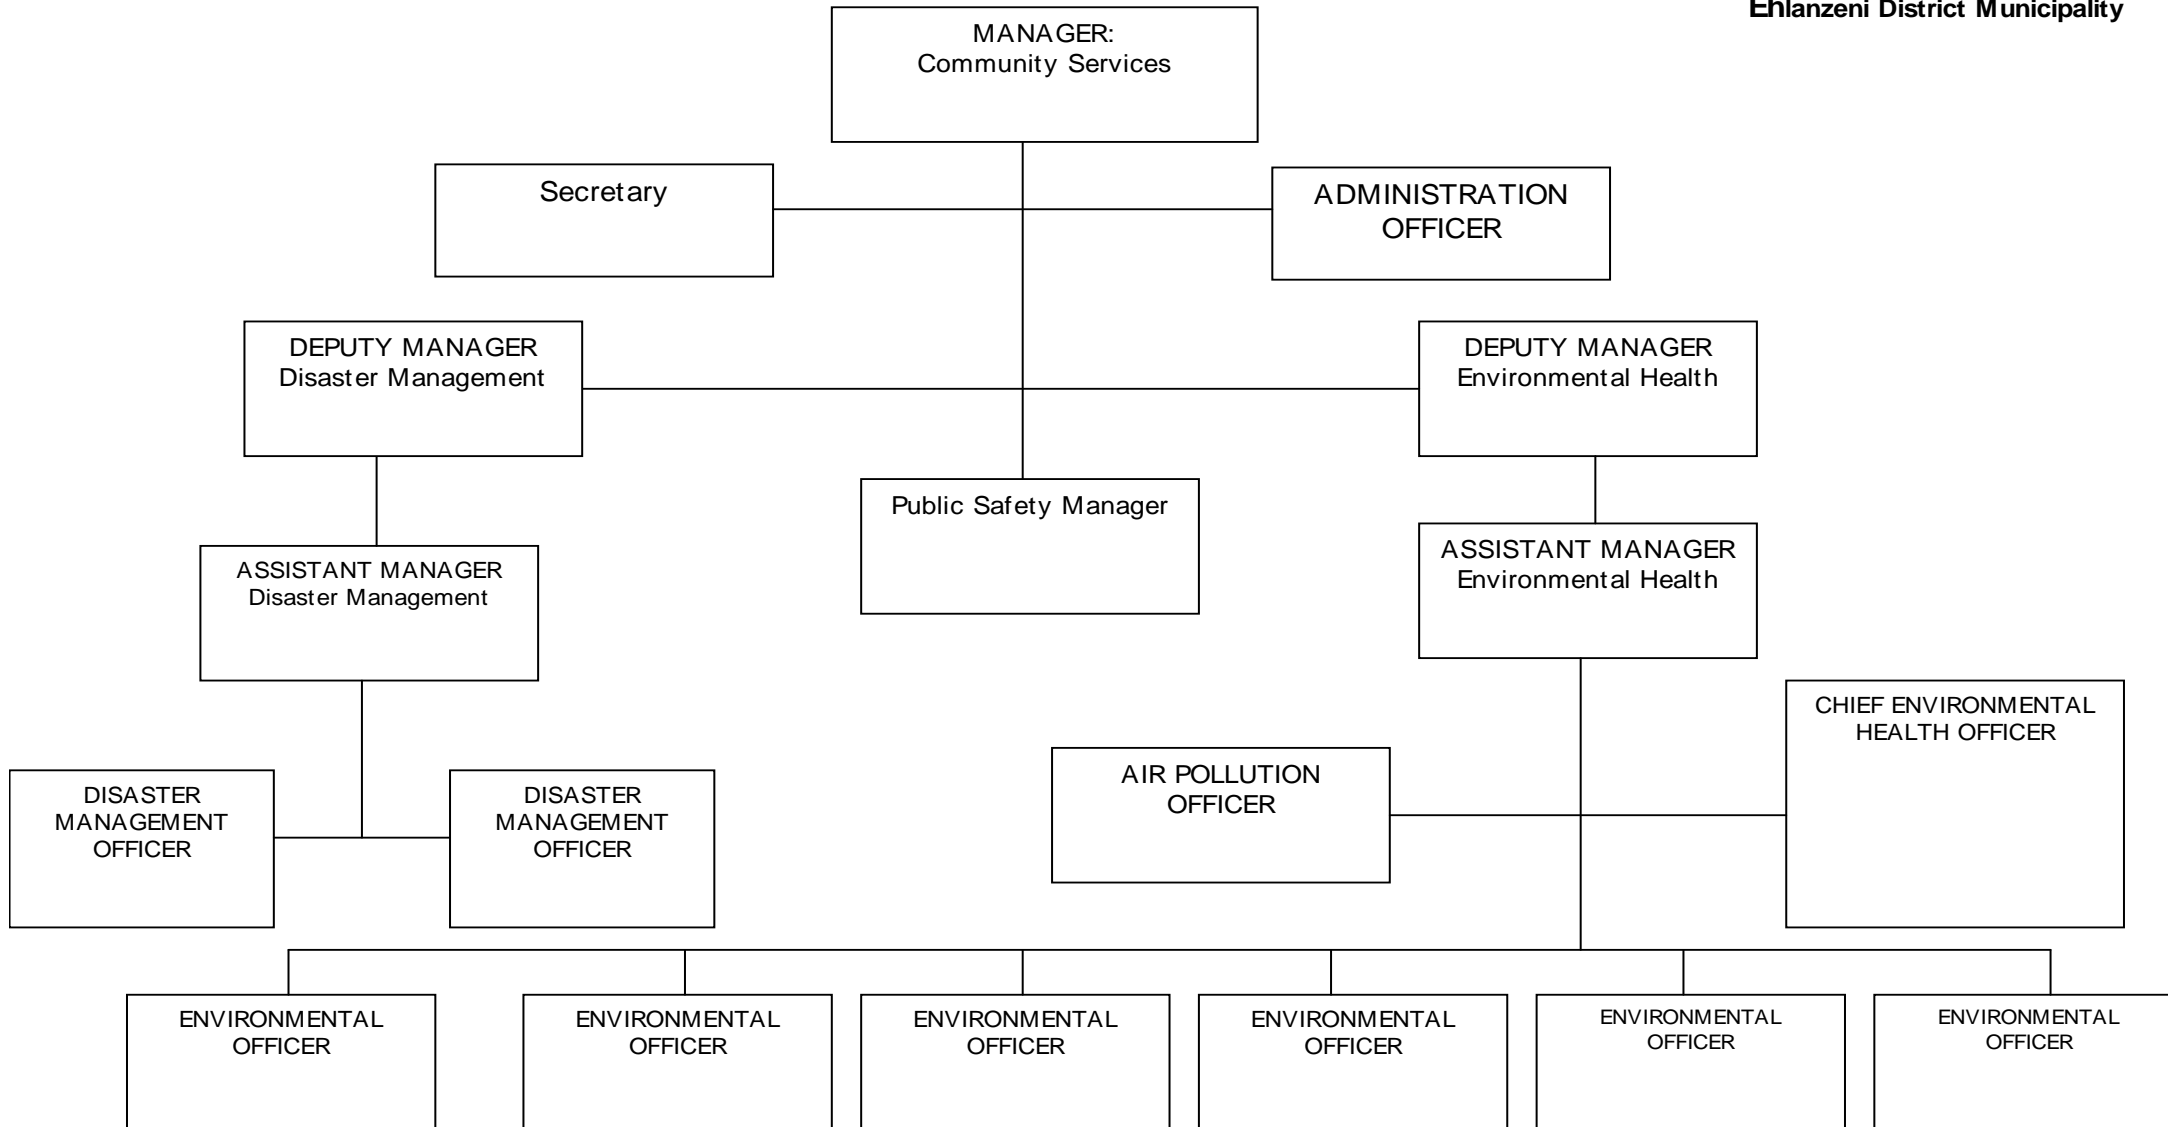 Ehlanzeni District Municipality
MANAGER:
Community Services
Secretary
ADMINISTRATION
OFFICER
DEPUTY MANAGER
Disaster Management
DEPUTY MANAGER
Environmental Health
Public Safety Manager
ASSISTANT MANAGER
Environmental Health
ASSISTANT MANAGER
Disaster Management
CHIEF ENVIRONMENTAL
HEALTH OFFICER
AIR POLLUTION
OFFICER
DISASTER
MANAGEMENT
OFFICER
DISASTER
MANAGEMENT
OFFICER
ENVIRONMENTAL
OFFICER
ENVIRONMENTAL
OFFICER
ENVIRONMENTAL
OFFICER
ENVIRONMENTAL
OFFICER
ENVIRONMENTAL
OFFICER
ENVIRONMENTAL
OFFICER